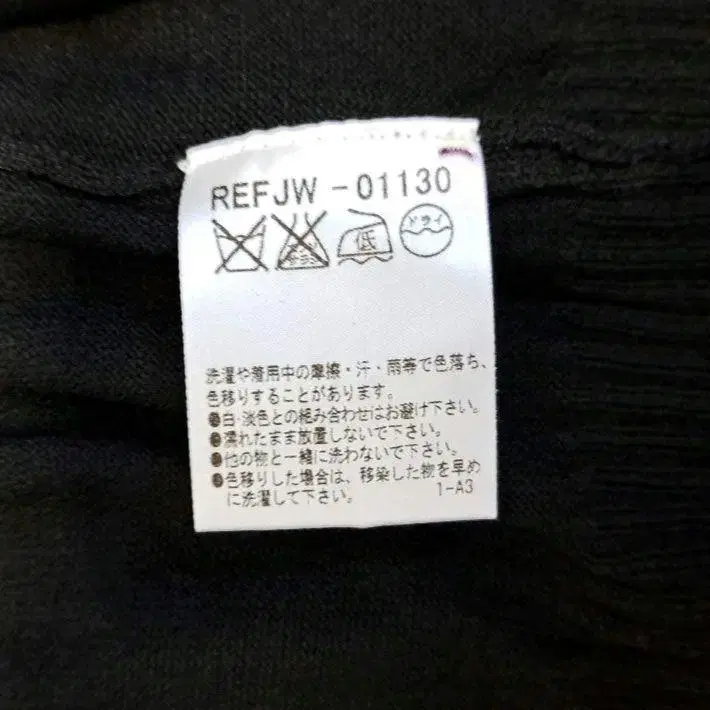 REFJW-01130
低 ドライ
洗濯や着用中の摩擦・汗・雨等で色落ち、
色移りすることがあります。
●白・淡色との組み合わせはお避け下さい。
●濡れたまま放置しないで下さい。
●他の物と一緒に洗わないで下さい。
●色移りした場合は、移染した物を早め
に洗濯して下さい。 1-A3